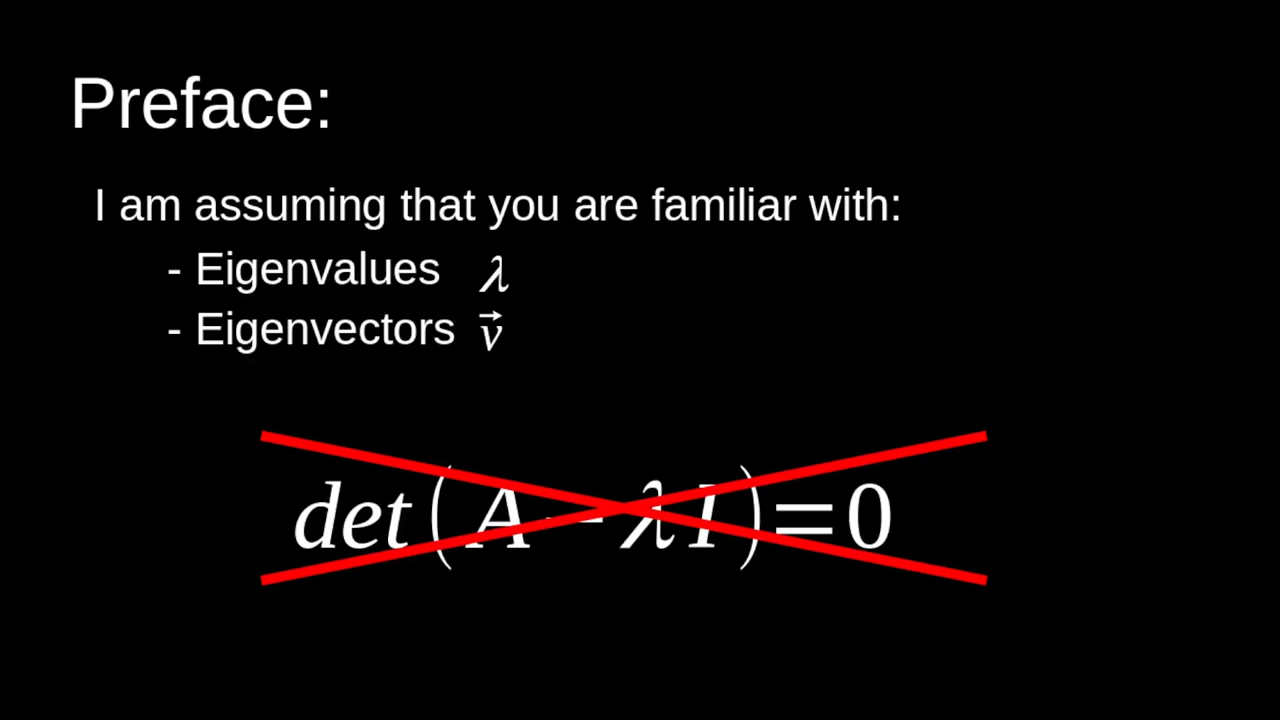 Preface:
I am assuming that you are familiar with:
- Eigenvalues λ
- Eigenvectors v⃗
det(A−λI)=0